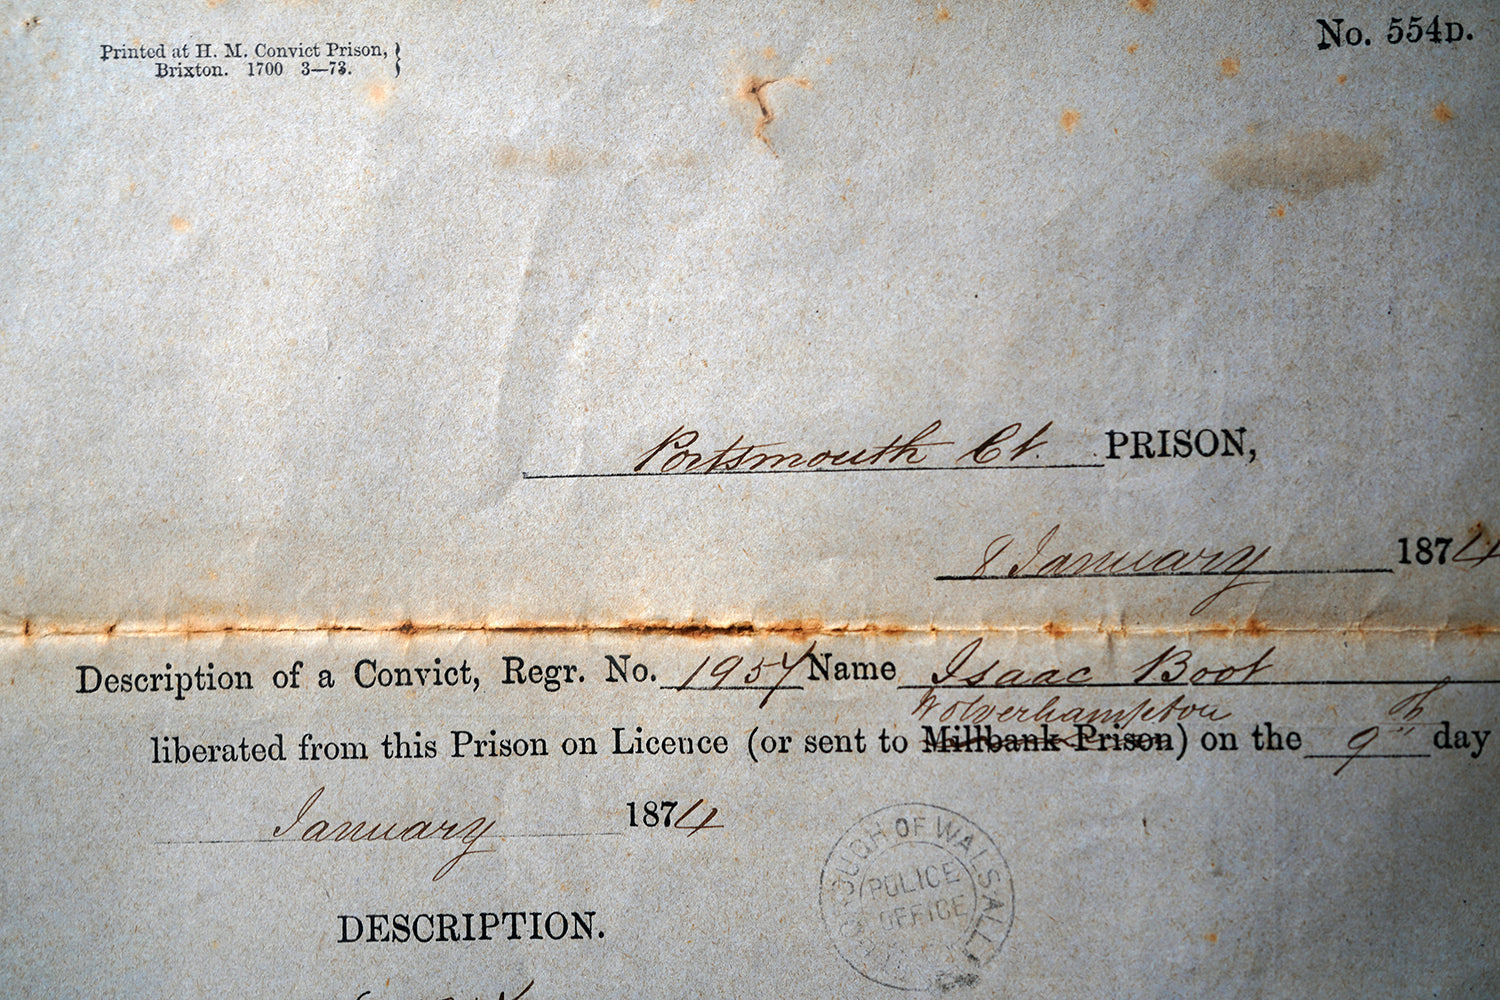 Printed at H. M. Convict Prison,
Brixton. 1700 3—73.
No. 554D.
Portsmouth Ct. PRISON,
8 January 1874
Description of a Convict, Regr. No. 1957 Name Isaac Boot
Wolverhampton
liberated from this Prison on Licence (or sent to Millbank Prison) on the 9th day
January 1874
BOROUGH OF WALSALL
POLICE
OFFICE
DESCRIPTION.